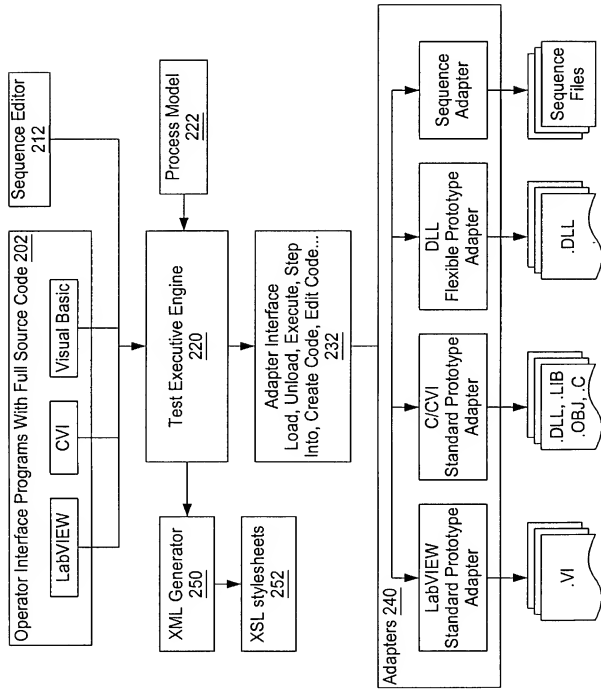 Operator Interface Programs With Full Source Code 202
LabVIEW
CVI
Visual Basic
Sequence Editor
212
XML Generator
250
XSL stylesheets
252
Test Executive Engine
220
Process Model
222
Adapter Interface
Load, Unload, Execute, Step
Into, Create Code, Edit Code...
232
Adapters 240
LabVIEW
Standard Prototype
Adapter
C/CVI
Standard Prototype
Adapter
DLL
Flexible Prototype
Adapter
Sequence
Adapter
.VI
.DLL, .LIB
.OBJ, .C
.DLL
Sequence
Files